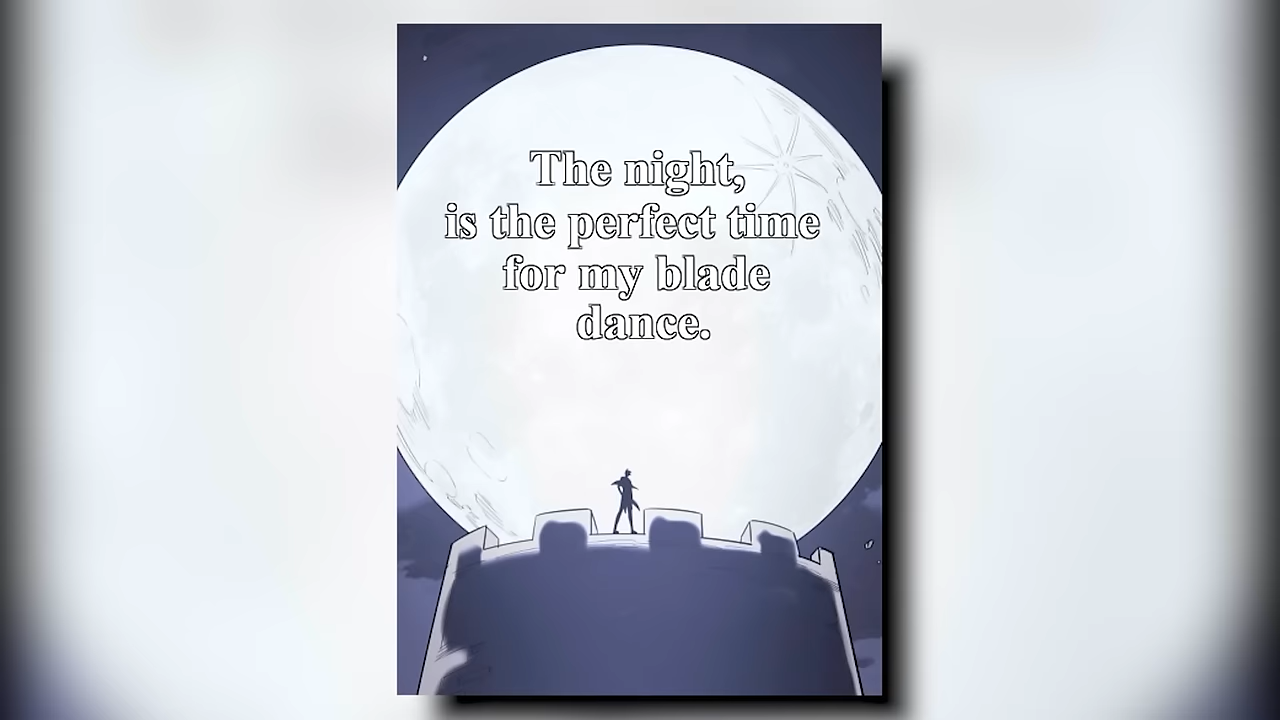 The night,
is the perfect time
for my blade
dance.